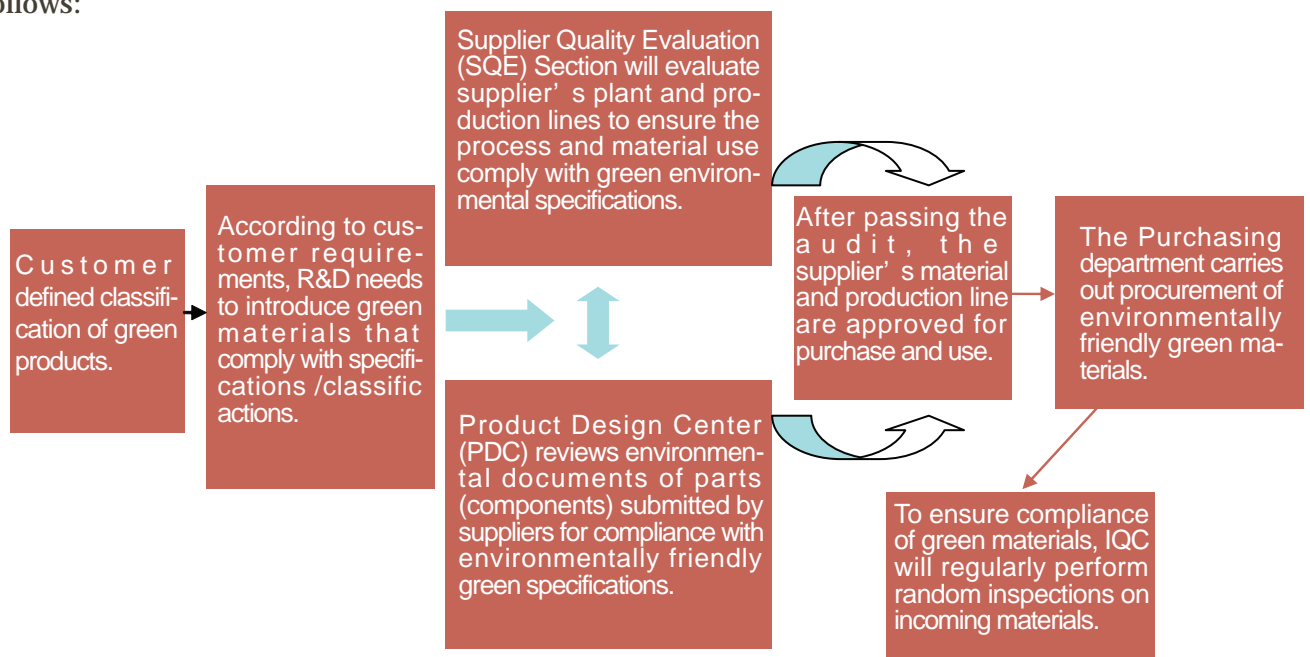 ollows:
Customer
defined classifi-
cation of green
products.
According to cus-
tomer require-
ments, R&D needs
to introduce green
materials that
comply with specifi-
cations /classific
actions.
Supplier Quality Evaluation
(SQE) Section will evaluate
supplier’s plant and pro-
duction lines to ensure the
process and material use
comply with green environ-
mental specifications.
Product Design Center
(PDC) reviews environmen-
tal documents of parts
(components) submitted by
suppliers for compliance with
environmentally friendly
green specifications.
After passing the
audit, the
supplier’s material
and production line
are approved for
purchase and use.
The Purchasing
department carries
out procurement of
environmentally
friendly green ma-
terials.
To ensure compliance
of green materials, IQC
will regularly perform
random inspections on
incoming materials.